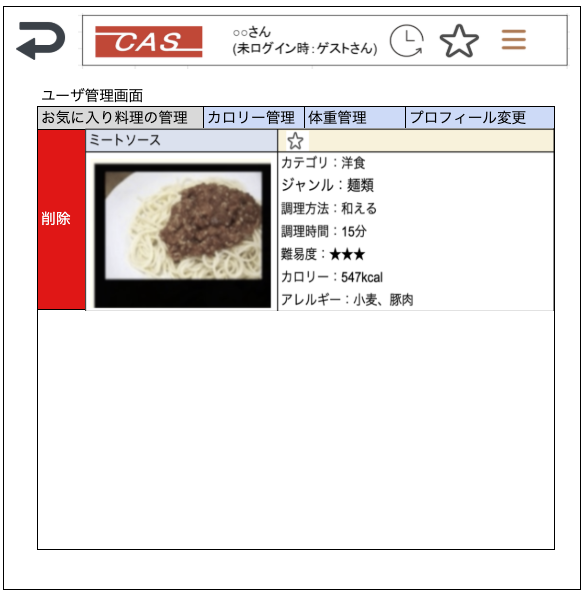 CAS
○○さん
(未ログイン時：ゲストさん)
ユーザ管理画面
お気に入り料理の管理 カロリー管理 体重管理 プロフィール変更
ミートソース
削除
カテゴリ：洋食
ジャンル：麺類
調理方法：和える
調理時間：15分
難易度：★★★
カロリー：547kcal
アレルギー：小麦、豚肉